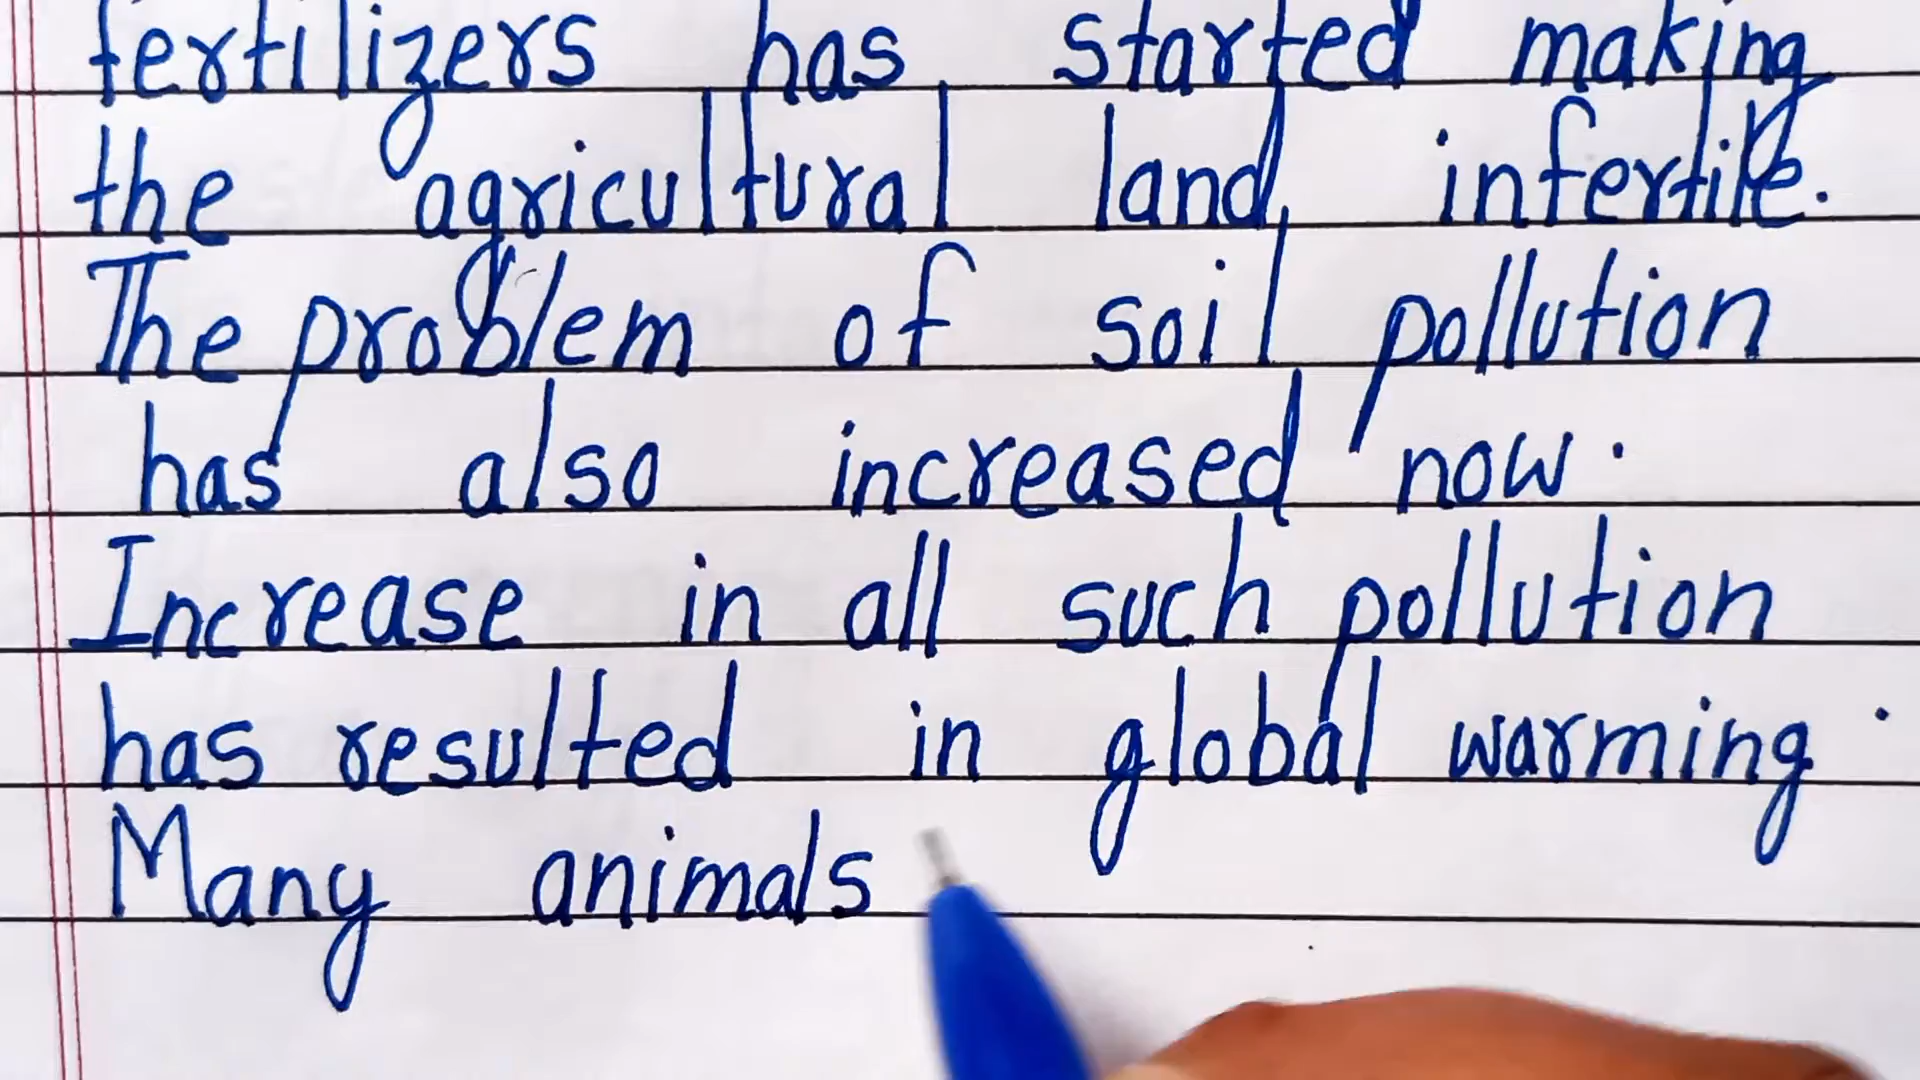 fertilizers has started making
the agricultural land infertile.
The problem of soil pollution
has also increased now.
Increase in all such pollution
has resulted in global warming.
Many animals